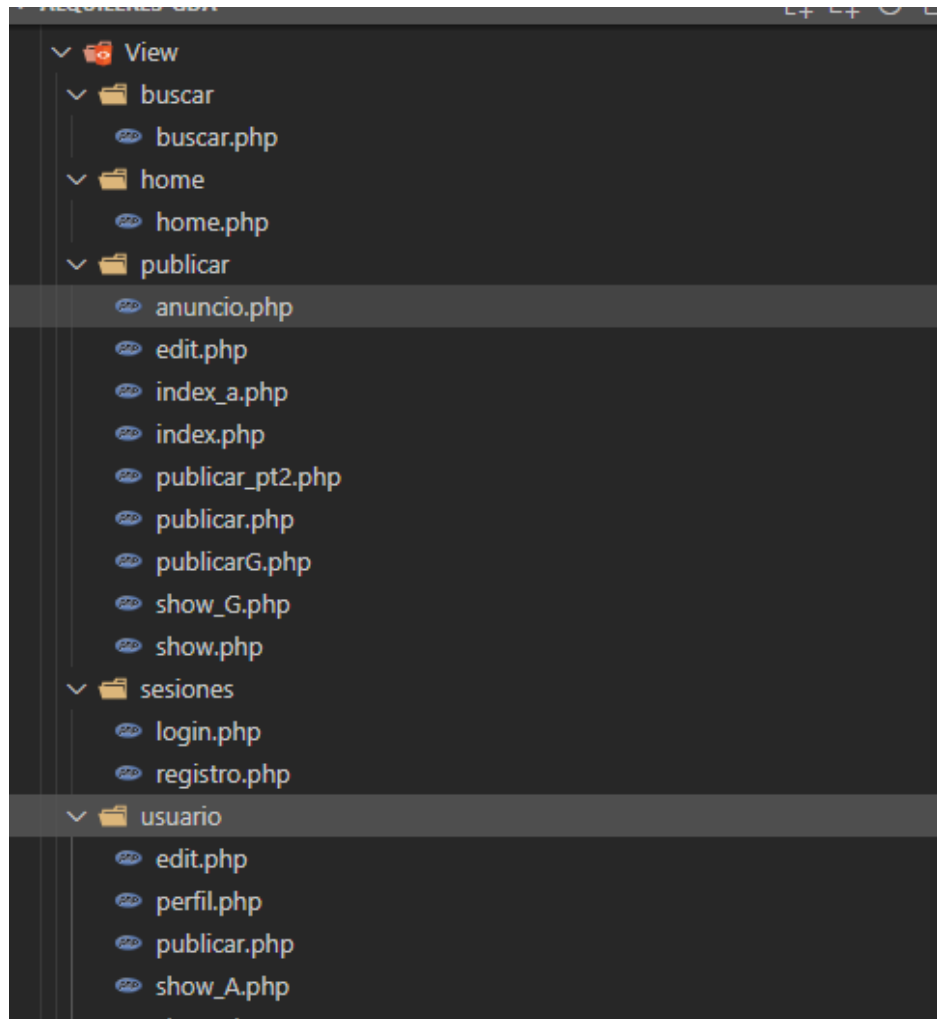 View
buscar
buscar.php
home
home.php
publicar
anuncio.php
edit.php
index_a.php
index.php
publicar_pt2.php
publicar.php
publicarG.php
show_G.php
show.php
sesiones
login.php
registro.php
usuario
edit.php
perfil.php
publicar.php
show_A.php